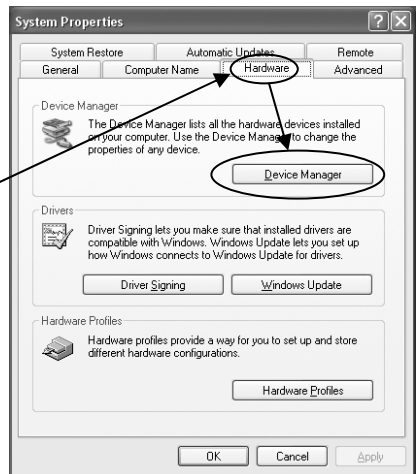 System Properties
System Restore Automatic Updates Remote
General Computer Name Hardware Advanced
Device Manager
The Device Manager lists all the hardware devices installed
on your computer. Use the Device Manager to change the
properties of any device.
Device Manager
Drivers
Driver Signing lets you make sure that installed drivers are
compatible with Windows. Windows Update lets you set up
how Windows connects to Windows Update for drivers.
Driver Signing Windows Update
Hardware Profiles
Hardware profiles provide a way for you to set up and store
different hardware configurations.
Hardware Profiles
OK Cancel Apply